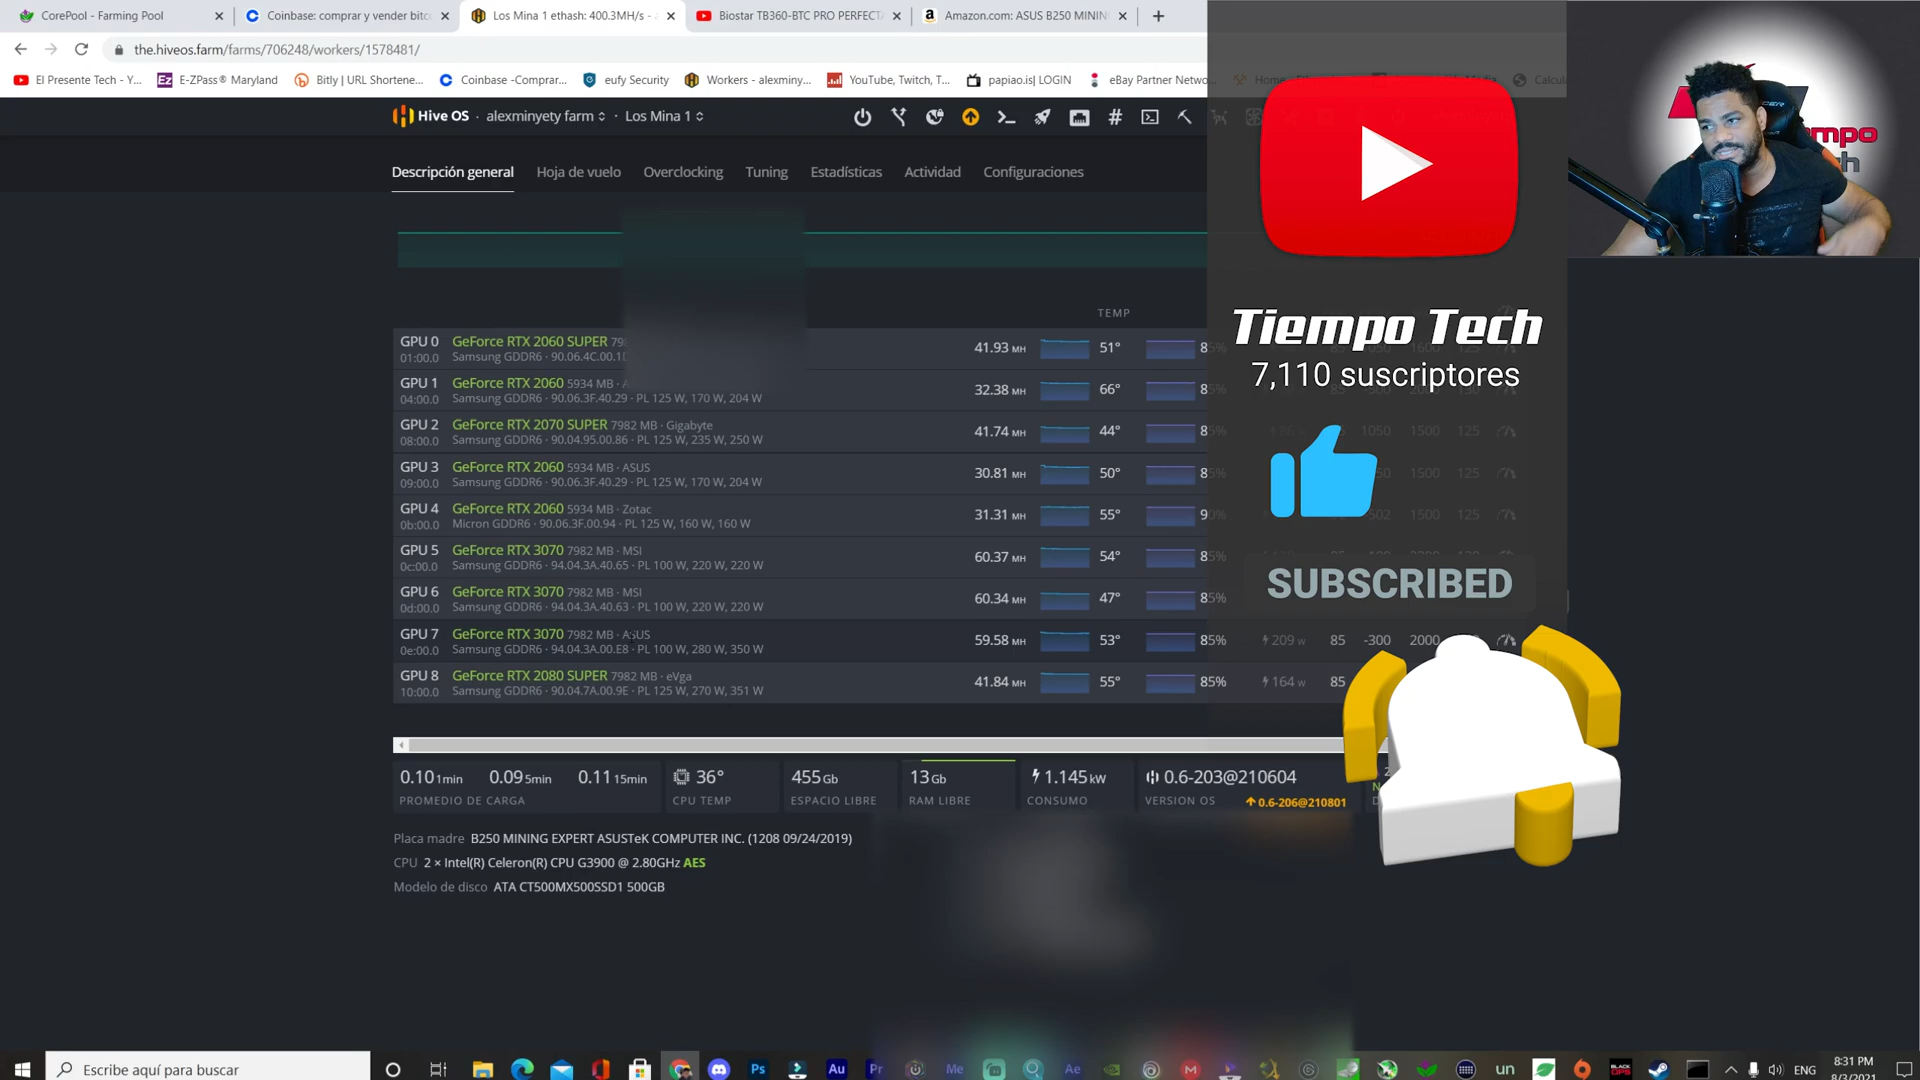 CorePool - Farming Pool
Coinbase: comprar y vender bitc
Los Mina 1 ethash: 400.3MH/s -
Biostar TB360-BTC PRO PERFECTA
Amazon.com: ASUS B250 MINING
the.hiveos.farm/farms/706248/workers/1578481/
El Presente Tech - Y...
E-ZPass® Maryland
Bitly | URL Shortene...
Coinbase -Comprar...
eufy Security
Workers - alexminy...
YouTube, Twitch, T...
papiao.is| LOGIN
eBay Partner Netwo...
Hive OS · alexminyety farm · Los Mina 1
Descripción general Hoja de vuelo Overclocking Tuning Estadísticas Actividad Configuraciones
TEMP
GPU 0 GeForce RTX 2060 SUPER 41.93 MH 51°
01:00.0 Samsung GDDR6 · 90.06.4C.00.1
GPU 1 GeForce RTX 2060 5934 MB · 32.38 MH 66°
04:00.0 Samsung GDDR6 · 90.06.3F.40.29 · PL 125 W, 170 W, 204 W
GPU 2 GeForce RTX 2070 SUPER 7982 MB · Gigabyte 41.74 MH 44° 1050 1500 125
08:00.0 Samsung GDDR6 · 90.04.95.00.86 · PL 125 W, 235 W, 250 W
GPU 3 GeForce RTX 2060 5934 MB · ASUS 30.81 MH 50° 1500 125
09:00.0 Samsung GDDR6 · 90.06.3F.40.29 · PL 125 W, 170 W, 204 W
GPU 4 GeForce RTX 2060 5934 MB · Zotac 31.31 MH 55° 1500 125
0b:00.0 Micron GDDR6 · 90.06.3F.00.94 · PL 125 W, 160 W, 160 W
GPU 5 GeForce RTX 3070 7982 MB · MSI 60.37 MH 54°
0c:00.0 Samsung GDDR6 · 94.04.3A.40.65 · PL 100 W, 220 W, 220 W
GPU 6 GeForce RTX 3070 7982 MB · MSI 60.34 MH 47° 85%
0d:00.0 Samsung GDDR6 · 94.04.3A.40.63 · PL 100 W, 220 W, 220 W
GPU 7 GeForce RTX 3070 7982 MB · ASUS 59.58 MH 53° 85% 209 W 85 -300 2000
0e:00.0 Samsung GDDR6 · 94.04.3A.00.E8 · PL 100 W, 280 W, 350 W
GPU 8 GeForce RTX 2080 SUPER 7982 MB · eVga 41.84 MH 55° 85% 164 W 85
10:00.0 Samsung GDDR6 · 90.04.7A.00.9E · PL 125 W, 270 W, 351 W
Tiempo Tech
7,110 suscriptores
SUBSCRIBED
0.10 1min 0.09 5min 0.11 15min 36° 455 Gb 13 Gb 1.145 kW 0.6-203@210604
PROMEDIO DE CARGA CPU TEMP ESPACIO LIBRE RAM LIBRE CONSUMO VERSION OS 0.6-206@210801
Placa madre B250 MINING EXPERT ASUSTeK COMPUTER INC. (1208 09/24/2019)
CPU 2 × Intel(R) Celeron(R) CPU G3900 @ 2.80GHz AES
Modelo de disco ATA CT500MX500SSD1 500GB
Escribe aquí para buscar
ENG
8:31 PM
8/3/2021